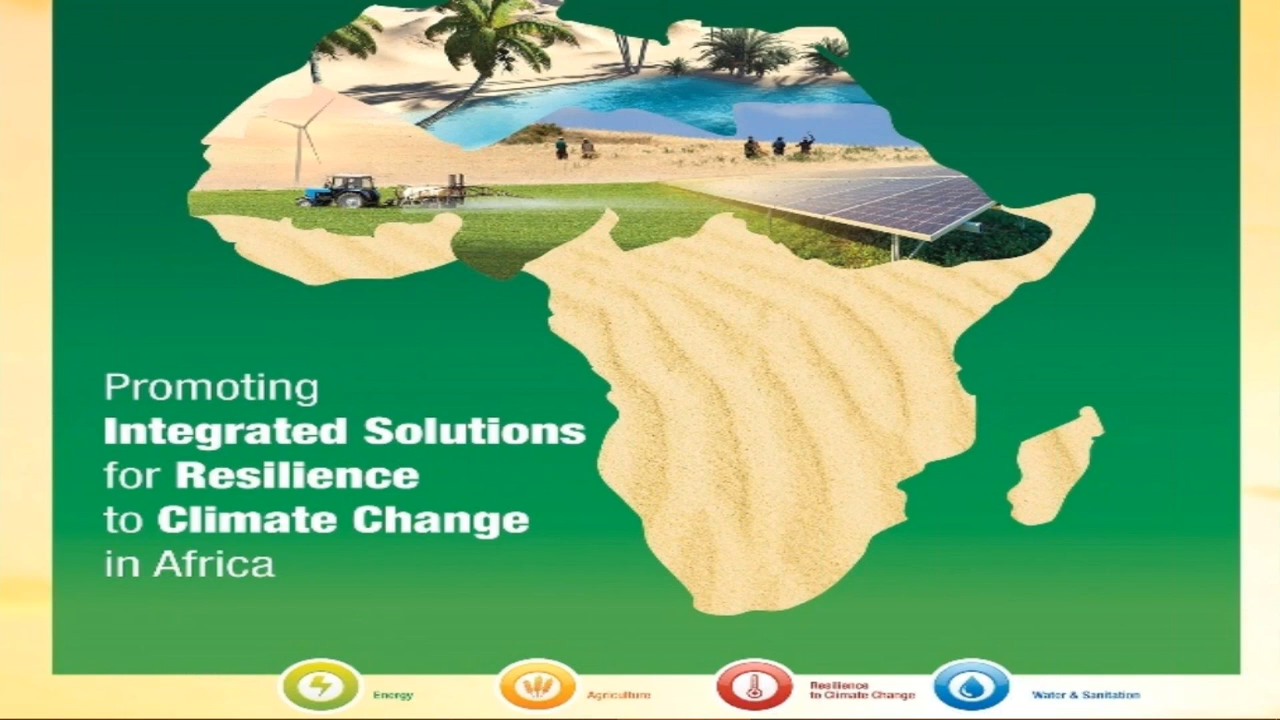 Promoting
Integrated Solutions
for Resilience
to Climate Change
in Africa
Energy
Agriculture
Resilience
to Climate Change
Water & Sanitation